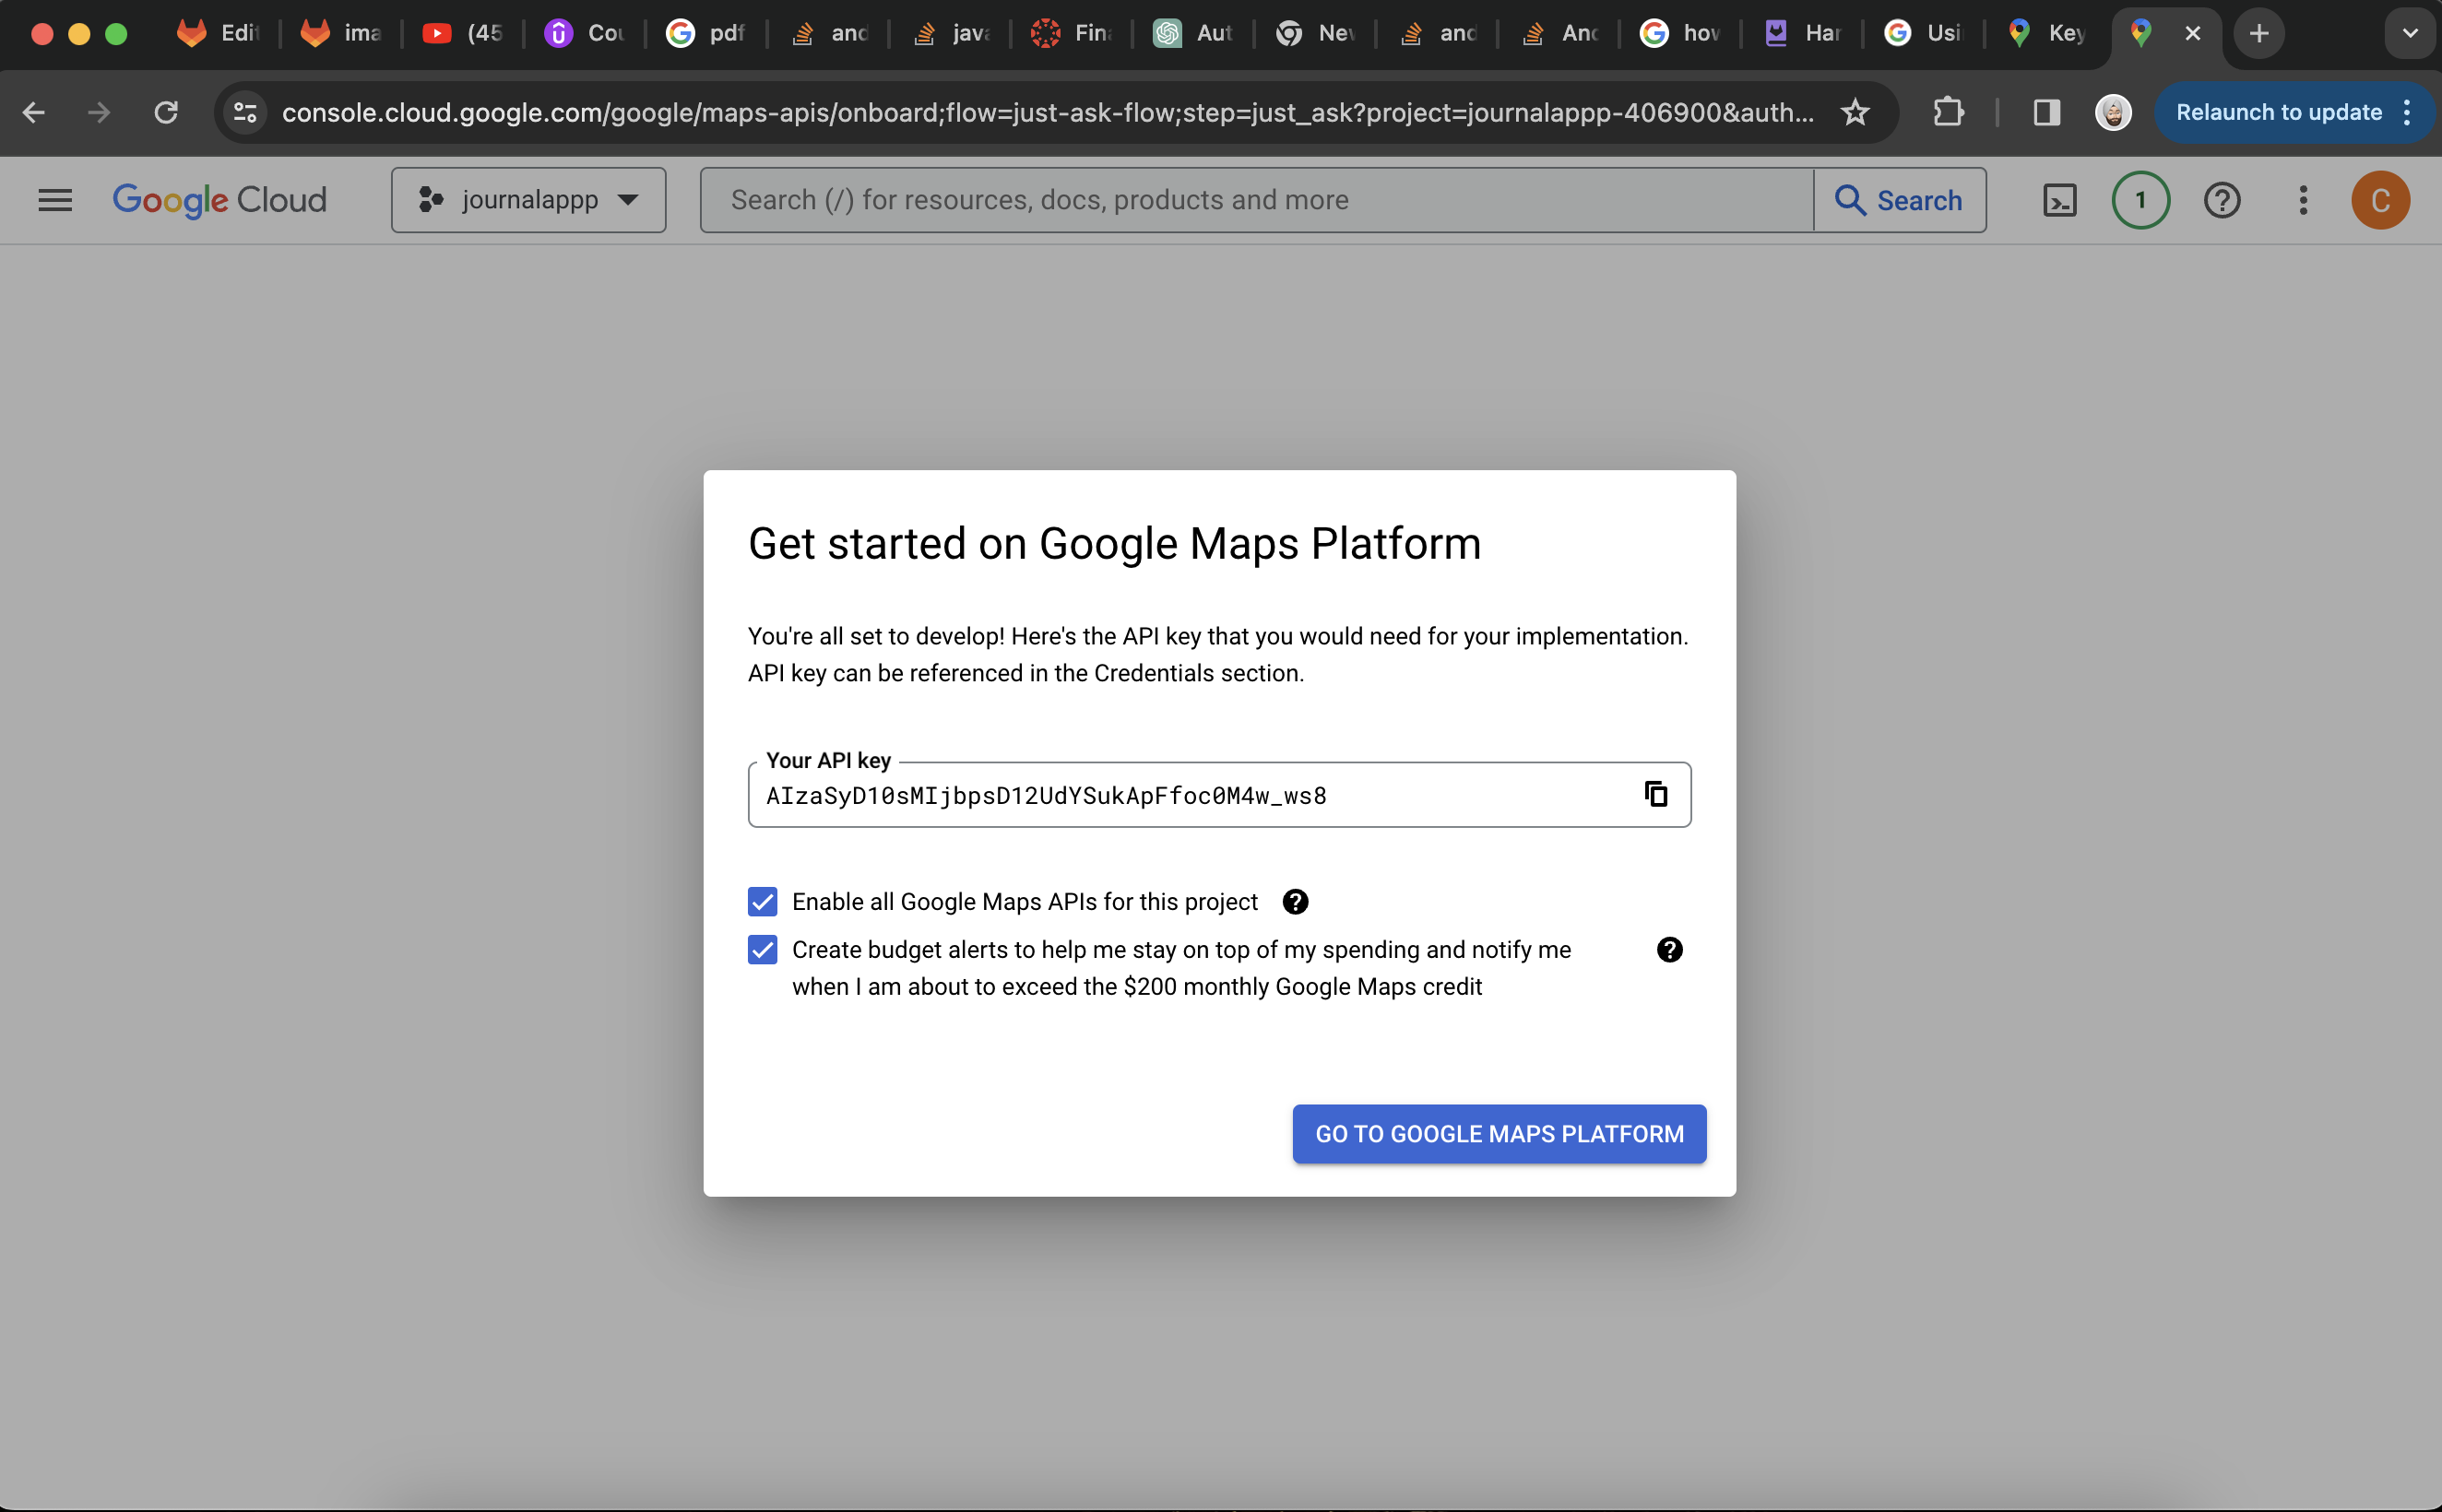 Edi
ima
(45
Cou
pdf
and
java
Fin
Aut
Nev
and
And
how
Har
Usi
Key
console.cloud.google.com/google/maps-apis/onboard;flow=just-ask-flow;step=just_ask?project=journalappp-406900&auth...
Relaunch to update
Google Cloud
journalappp
Search (/) for resources, docs, products and more
Search
1
C
Get started on Google Maps Platform
You're all set to develop! Here's the API key that you would need for your implementation.
API key can be referenced in the Credentials section.
Your API key
AIzaSyD10sMIjbpsD12UdYSukApFfoc0M4w_ws8
Enable all Google Maps APIs for this project
Create budget alerts to help me stay on top of my spending and notify me
when I am about to exceed the $200 monthly Google Maps credit
GO TO GOOGLE MAPS PLATFORM